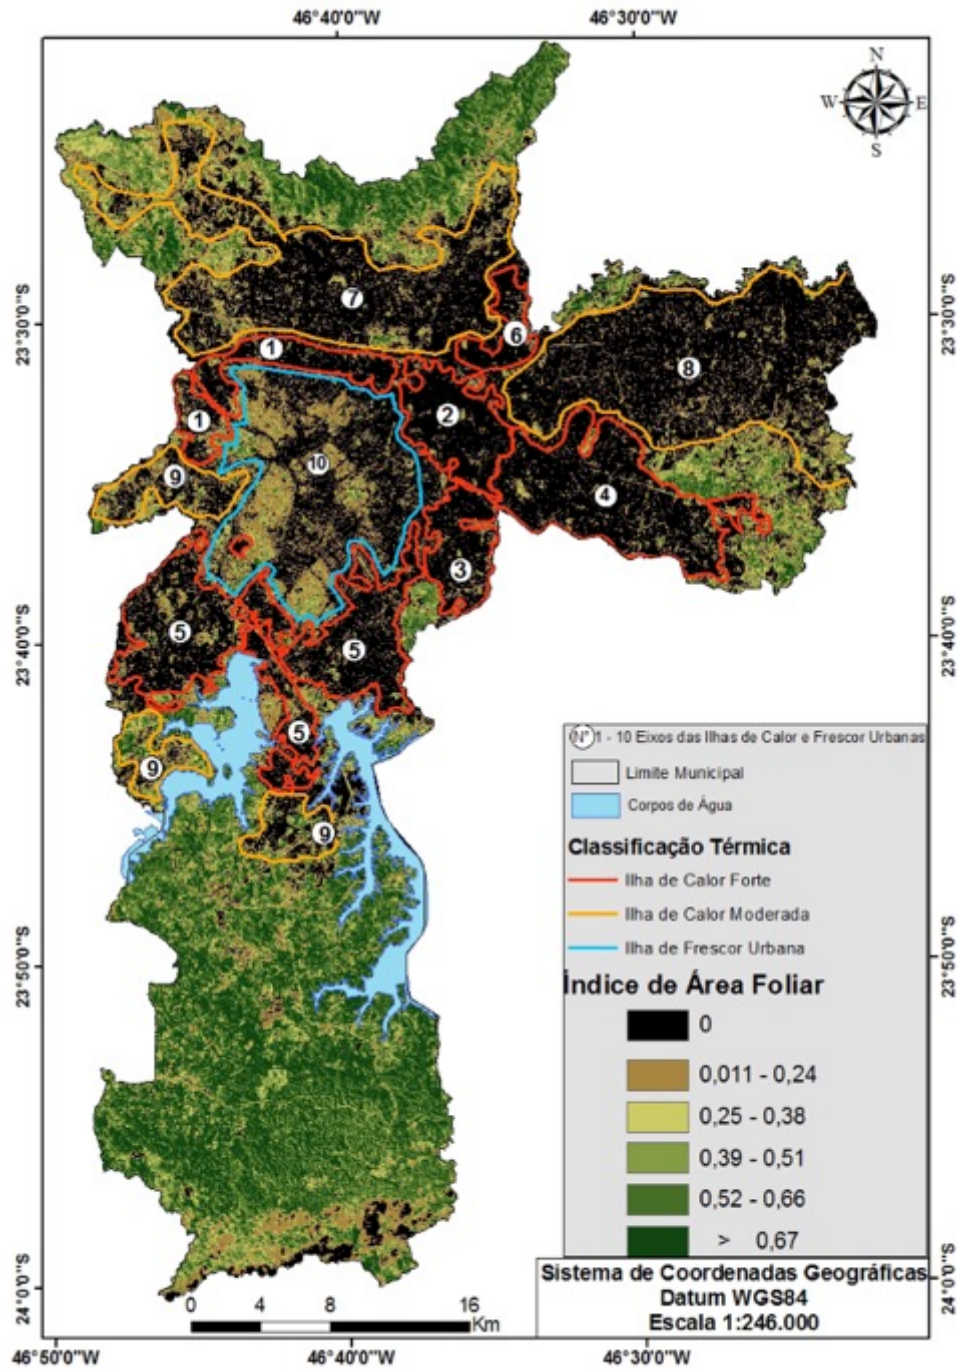 46°40'0"W 46°30'0"W
N
W E
S
23°30'0"S 23°30'0"S
7
6
1
8
2
1
10
9
4
3
5
5
23°40'0"S 23°40'0"S
5
9
9
Nº 1 - 10 Eixos das Ilhas de Calor e Frescor Urbanas
Limite Municipal
Corpos de Água
Classificação Térmica
Ilha de Calor Forte
Ilha de Calor Moderada
Ilha de Frescor Urbana
23°50'0"S 23°50'0"S
Índice de Área Foliar
0
0,011 - 0,24
0,25 - 0,38
0,39 - 0,51
0,52 - 0,66
> 0,67
24°0'0"S 24°0'0"S
Sistema de Coordenadas Geográficas
Datum WGS84
Escala 1:246.000
0 4 8 16
Km
46°50'0"W 46°40'0"W 46°30'0"W